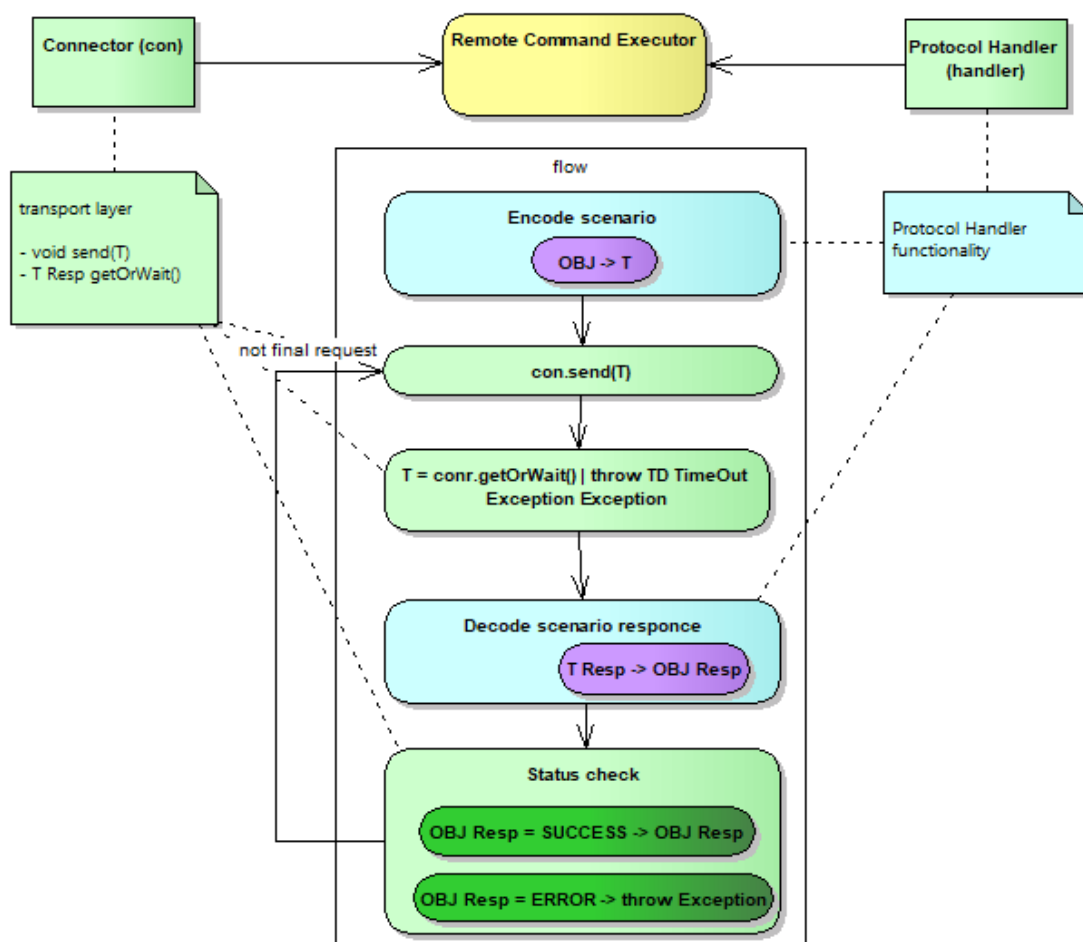 Connector (con)
Remote Command Executor
Protocol Handler
(handler)
transport layer
- void send(T)
- T Resp getOrWait()
flow
Encode scenario
OBJ -> T
Protocol Handler
functionality
not final request
con.send(T)
T = conr.getOrWait() | throw TD TimeOut
Exception Exception
Decode scenario responce
T Resp -> OBJ Resp
Status check
OBJ Resp = SUCCESS -> OBJ Resp
OBJ Resp = ERROR -> throw Exception